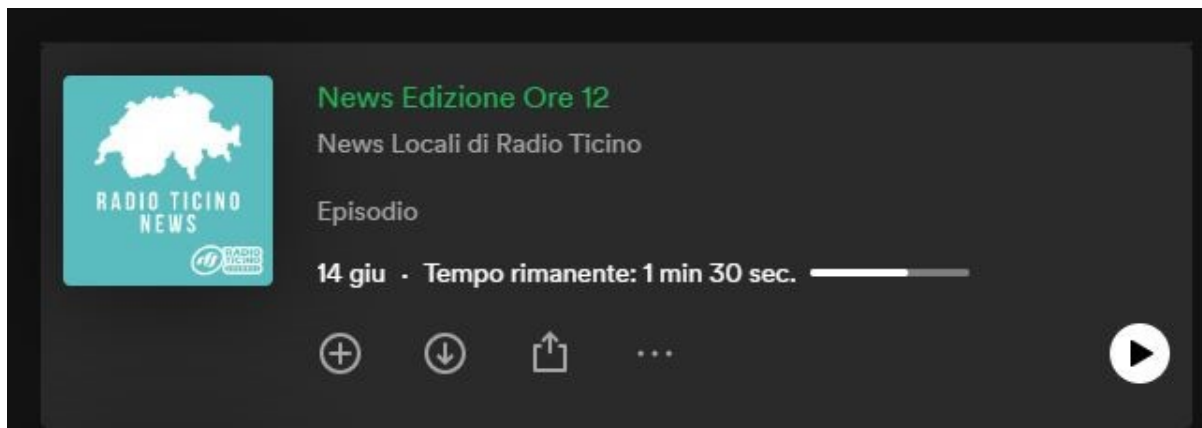 RADIO TICINO
NEWS
RADIO
TICINO
News Edizione Ore 12
News Locali di Radio Ticino
Episodio
14 giu · Tempo rimanente: 1 min 30 sec.